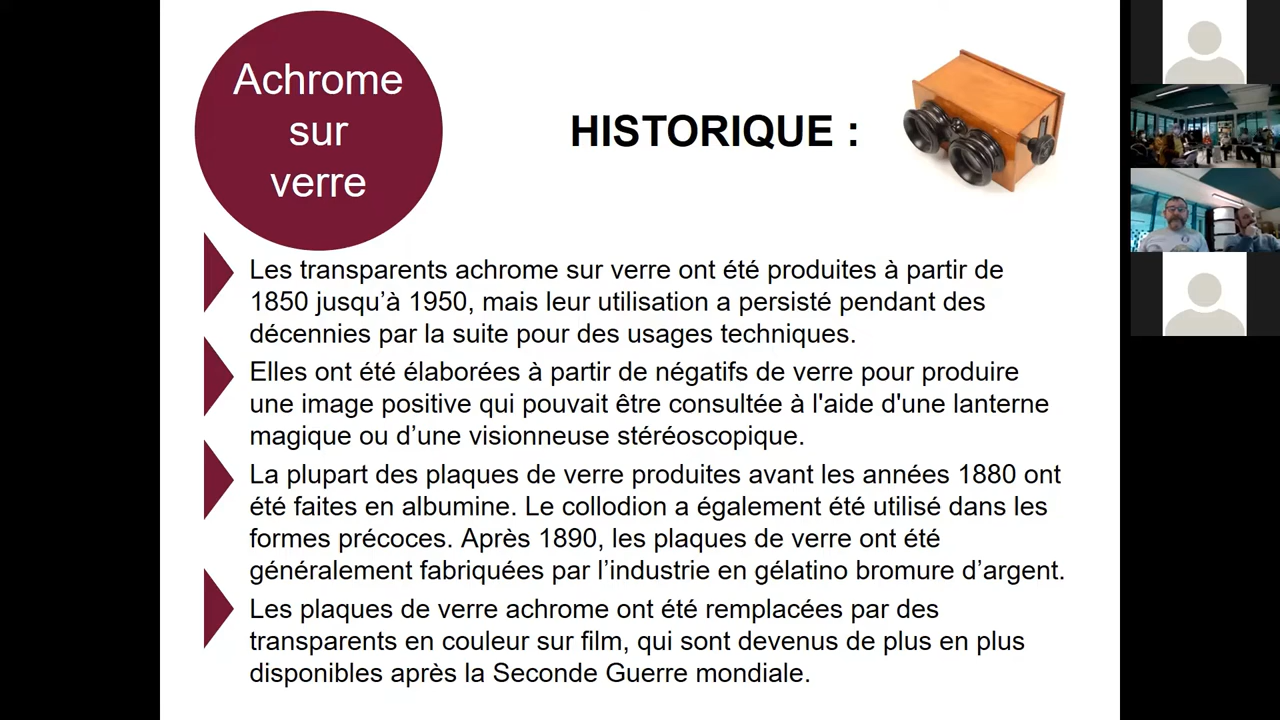 Achrome
sur
verre
HISTORIQUE :
Les transparents achrome sur verre ont été produites à partir de
1850 jusqu’à 1950, mais leur utilisation a persisté pendant des
décennies par la suite pour des usages techniques.
Elles ont été élaborées à partir de négatifs de verre pour produire
une image positive qui pouvait être consultée à l'aide d'une lanterne
magique ou d’une visionneuse stéréoscopique.
La plupart des plaques de verre produites avant les années 1880 ont
été faites en albumine. Le collodion a également été utilisé dans les
formes précoces. Après 1890, les plaques de verre ont été
généralement fabriquées par l’industrie en gélatino bromure d’argent.
Les plaques de verre achrome ont été remplacées par des
transparents en couleur sur film, qui sont devenus de plus en plus
disponibles après la Seconde Guerre mondiale.